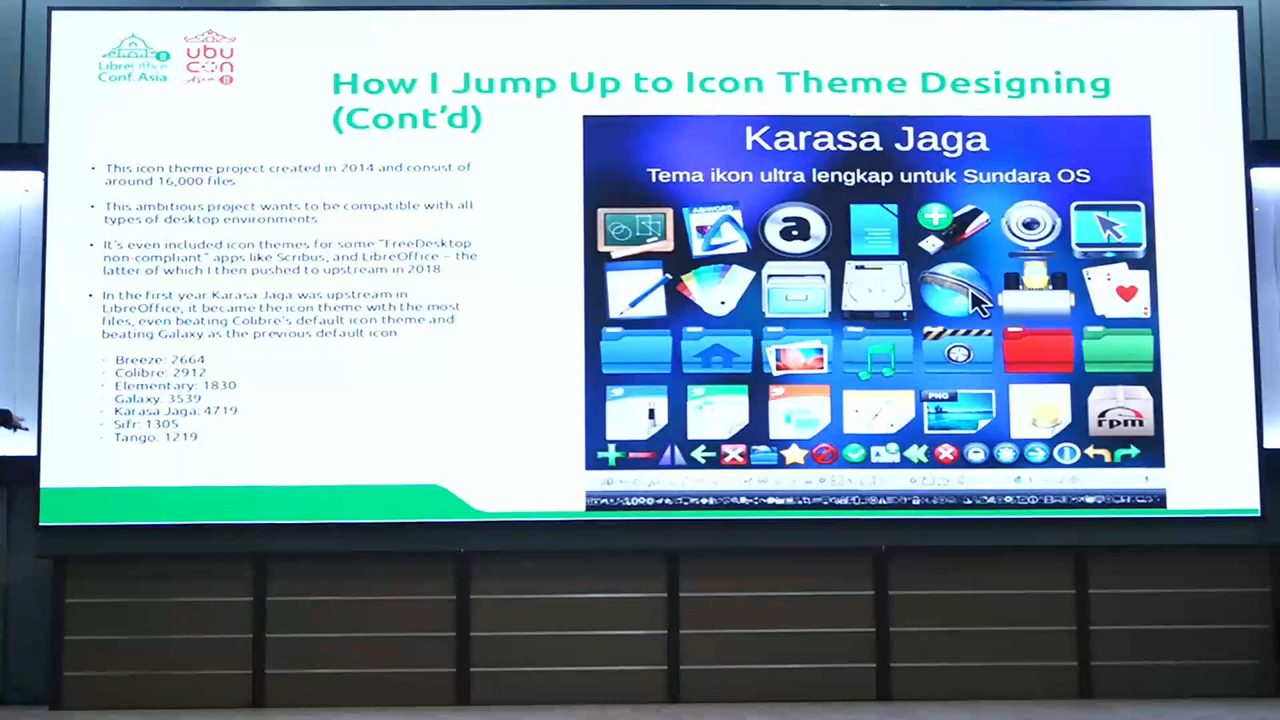 LibreOffice
Conf.Asia
ubu
con
Asia
How I Jump Up to Icon Theme Designing
(Cont'd)
• This icon theme project created in 2014 and consist of
around 16,000 files
• This ambitious project wants to be compatible with all
types of desktop environments
• It's even included icon themes for some "FreeDesktop
non-compliant" apps like Scribus, and LibreOffice – the
latter of which I then pushed to upstream in 2018
• In the first year Karasa Jaga was upstream in
LibreOffice, it became the icon theme with the most
files, even beating Colibre's default icon theme and
beating Galaxy as the previous default icon.
Breeze: 2664
Colibre: 2912
Elementary: 1830
Galaxy: 3539
Karasa Jaga: 4719
Sifr: 1305
Tango: 1219
Karasa Jaga
Tema ikon ultra lengkap untuk Sundara OS
ABIWORD
a
PNG
rpm